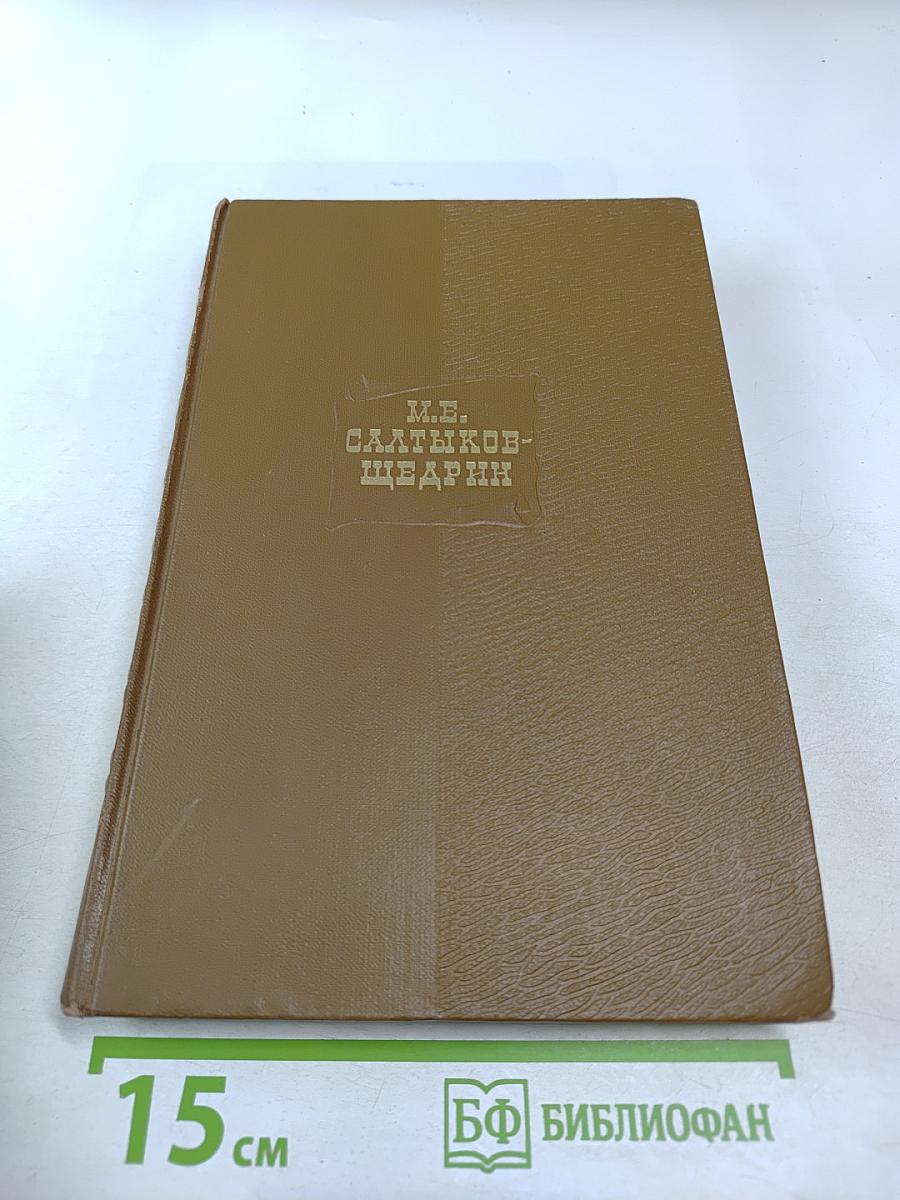 М.Е.
САЛТЫКОВ-
ЩЕДРИН
15 см
БФ БИБЛИОФАН